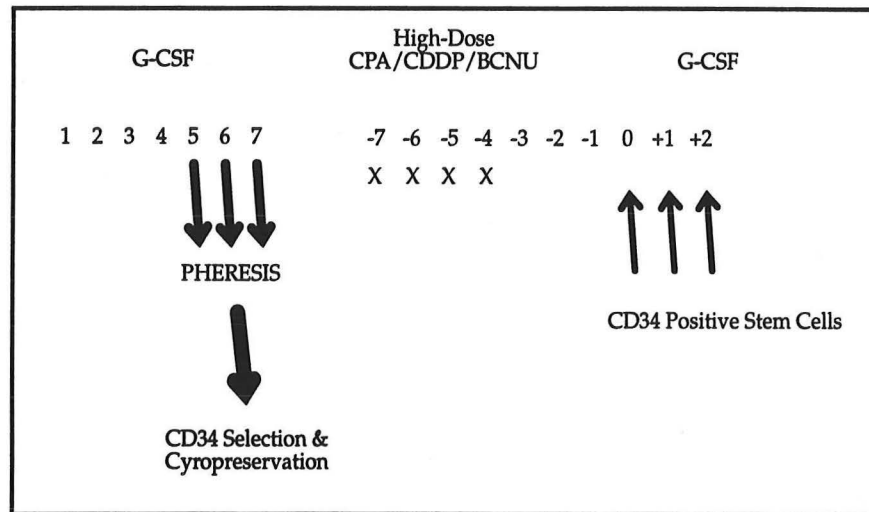 G-CSF
High-Dose
CPA/CDDP/BCNU
G-CSF
1 2 3 4 5 6 7
-7 -6 -5 -4 -3 -2 -1 0 +1 +2
X X X X
PHERESIS
CD34 Positive Stem Cells
CD34 Selection &
Cyropreservation